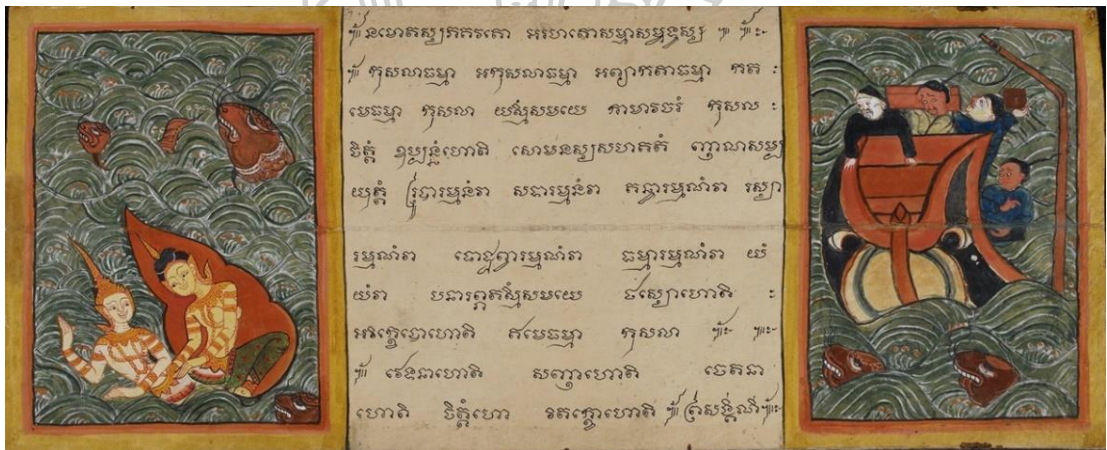 នមោតស្សភគវតោ អរហតោសម្មាសម្ពុទ្ធស្ស
កុសលាធម្មា អកុសលាធម្មា អព្យាកតាធម្មា កត ៈ
មេធម្មា កុសលា យស្មឹសមយេ កាមាវចរំ កុសល ៈ
ចិត្តំ ឧប្បន្នំហោតិ សោមនស្សសហគតំ ញាណសម្ប
យុត្តំ រូបារម្មនំវា សទារម្មនំវា គន្ធារម្មណំវា រស្សា
រម្មណំវា ផោដ្ឋព្វារម្មណំវា ធម្មារម្មណំវា យំ
យំវា បនារព្ភតស្មឹសមយេ ផស្សោហោតិ ៈ
អវិក្ខេបោហោតិ ឥមេធម្មា កុសលា
វេទនាហោតិ សញ្ញាហោតិ ចេតនា
ហោតិ ចិត្តំហោ វិតក្កោហោតិ ព្រសង្គិណី